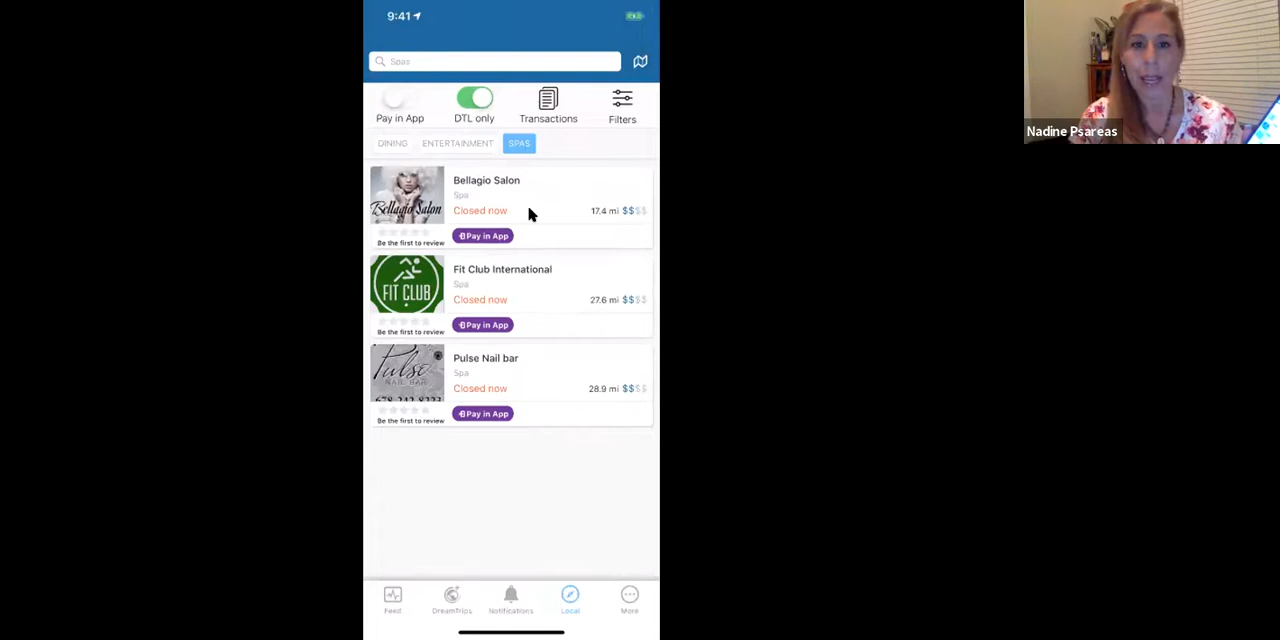 9:41
Spas
Pay in App
DTL only
Transactions
Filters
DINING
ENTERTAINMENT
SPAS
Bellagio Salon
Bellagio Salon
Spa
Closed now
17.4 mi $$$$
Be the first to review
Pay in App
FIT CLUB
Fit Club International
Spa
Closed now
27.6 mi $$$$
Be the first to review
Pay in App
Pulse
NAIL BAR
678-242-8223
Pulse Nail bar
Spa
Closed now
28.9 mi $$$$
Be the first to review
Pay in App
Feed
DreamTrips
Notifications
Local
More
Nadine Psareas